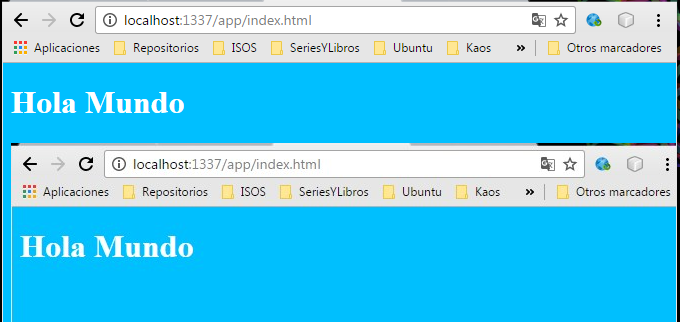 localhost:1337/app/index.html
Aplicaciones Repositorios ISOS SeriesYLibros Ubuntu Kaos » Otros marcadores
Hola Mundo
localhost:1337/app/index.html
Aplicaciones Repositorios ISOS SeriesYLibros Ubuntu Kaos » Otros marcadores
Hola Mundo